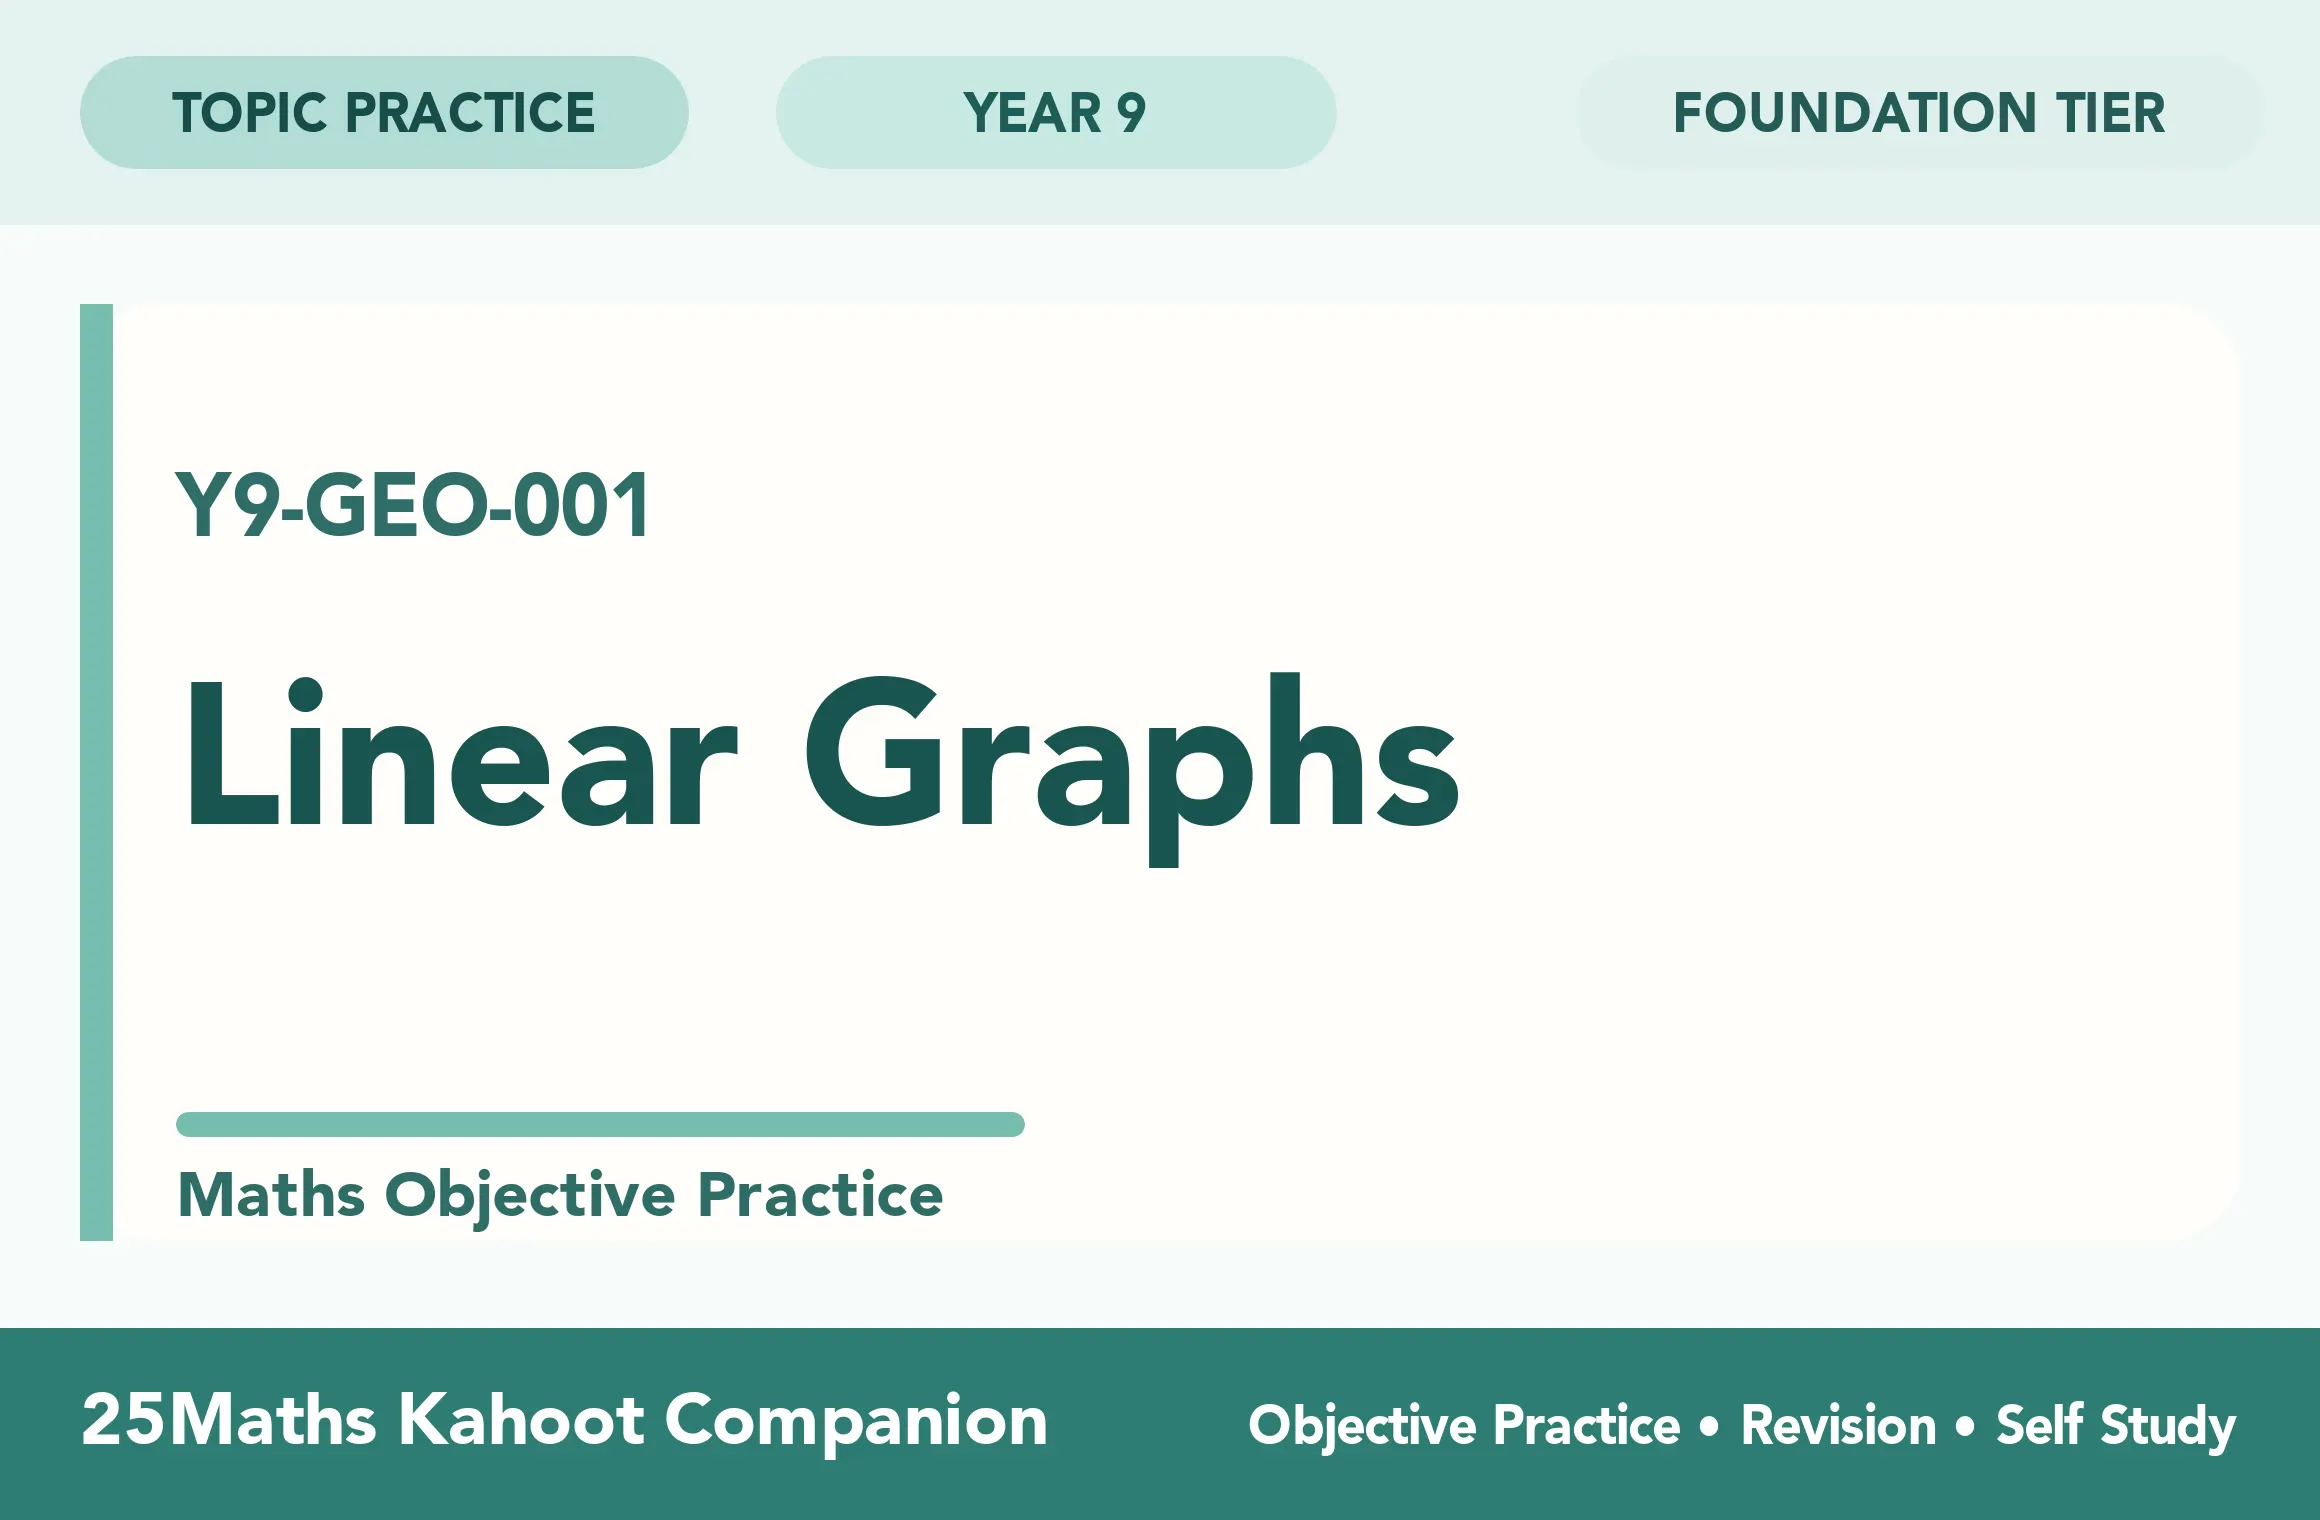 TOPIC PRACTICE
YEAR 9
FOUNDATION TIER
Y9-GEO-001
Linear Graphs
Maths Objective Practice
25Maths Kahoot Companion
Objective Practice • Revision • Self Study